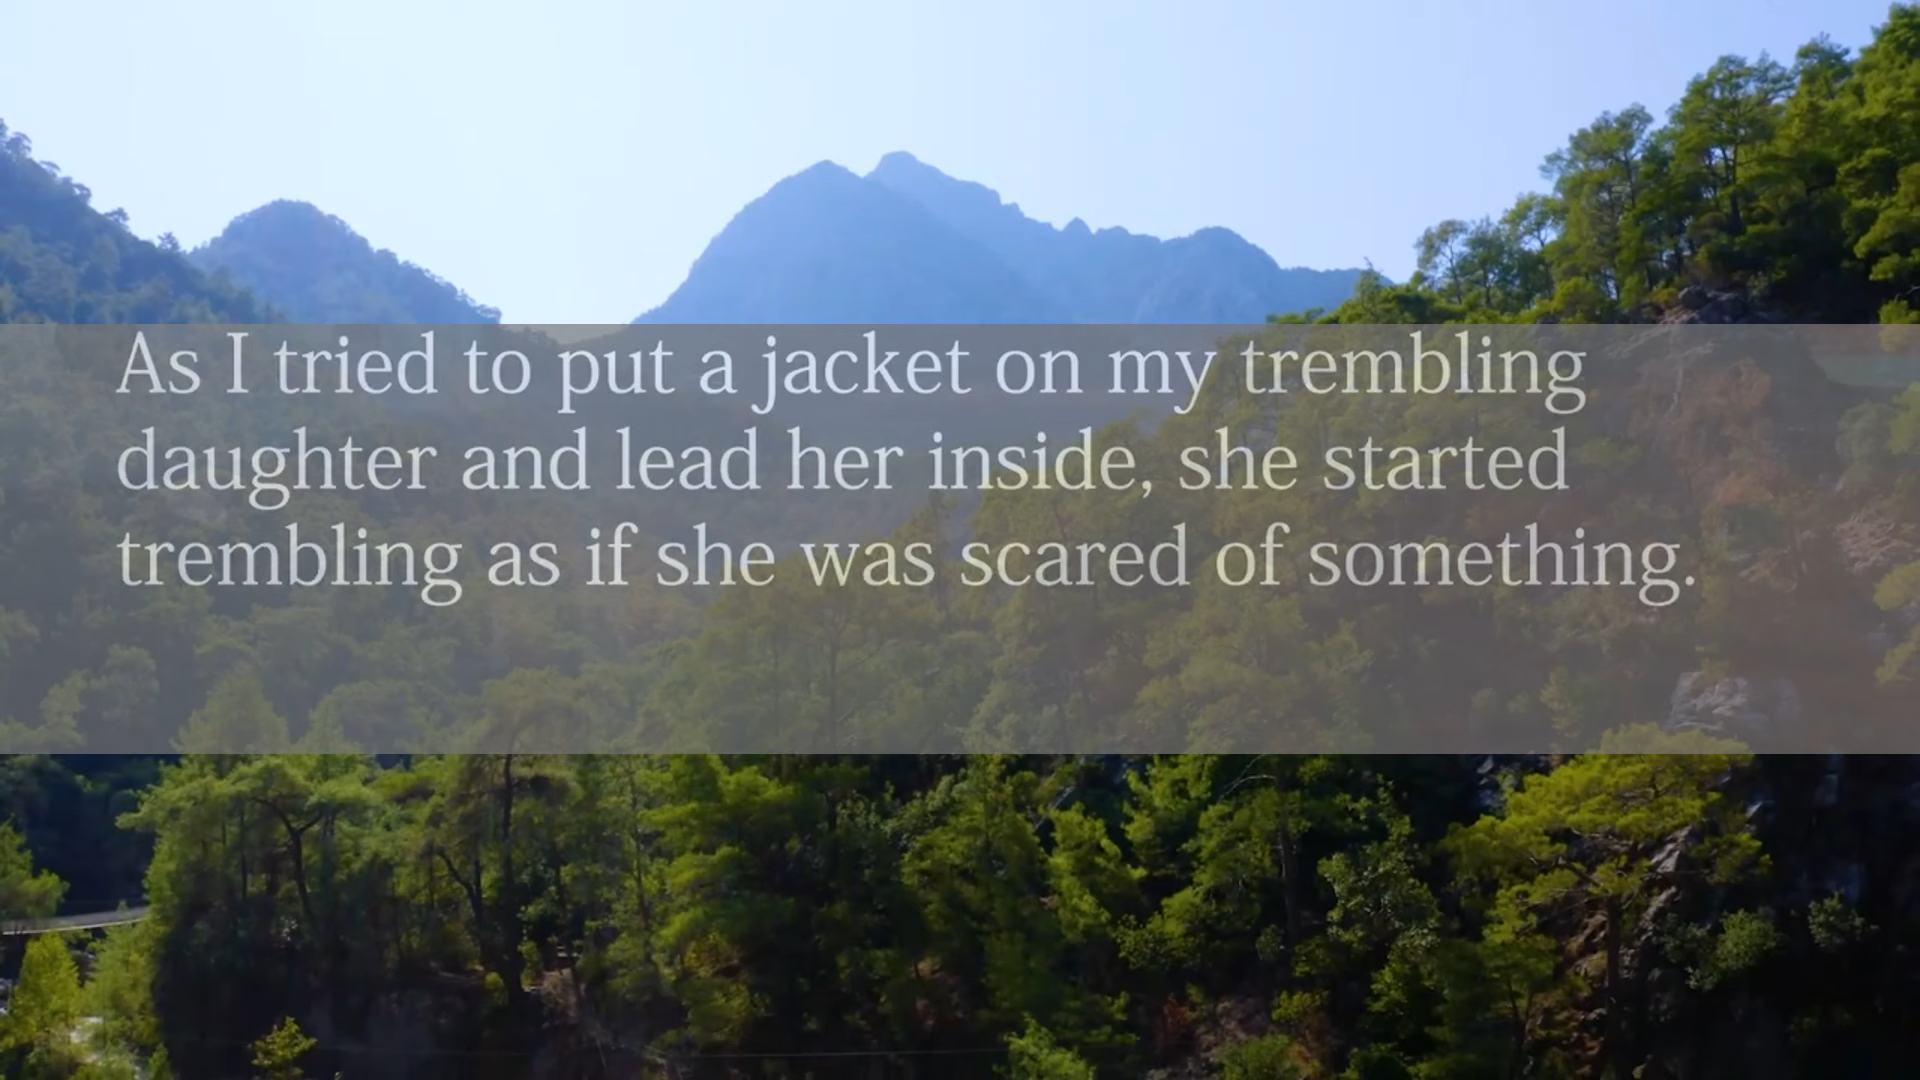 As I tried to put a jacket on my trembling
daughter and lead her inside, she started
trembling as if she was scared of something.